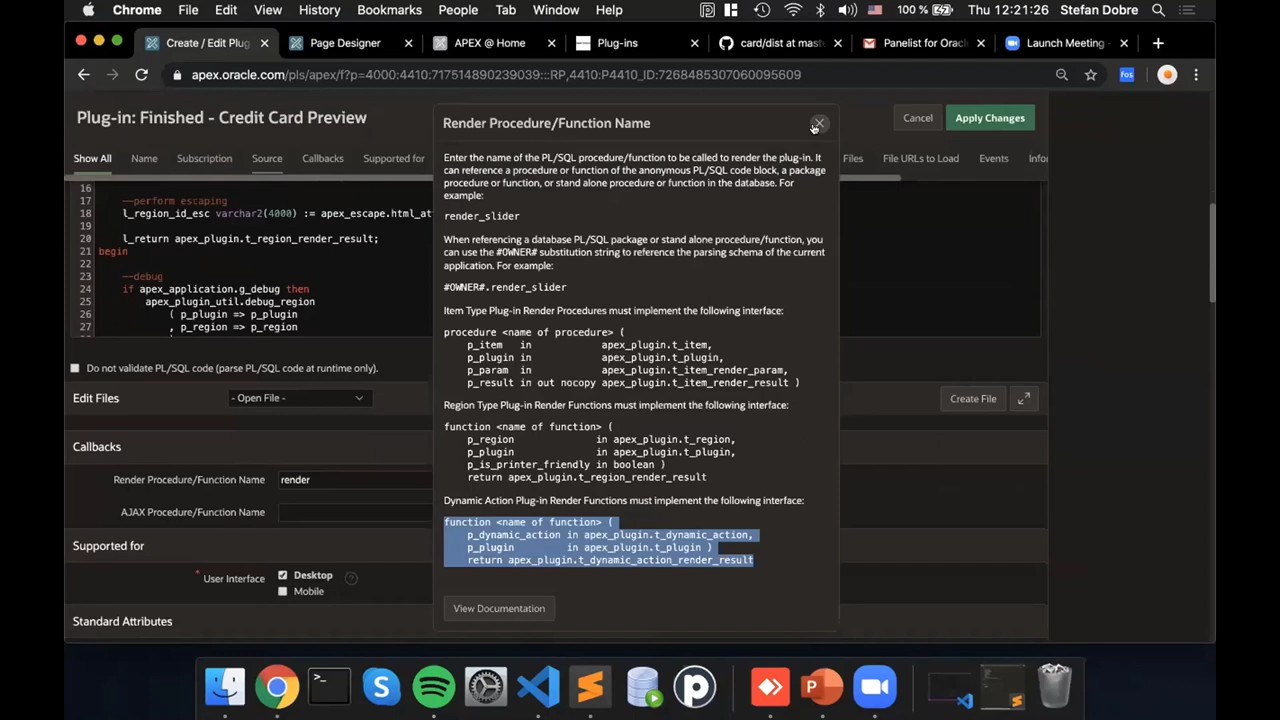 Chrome File Edit View History Bookmarks People Tab Window Help 100 % Thu 12:21:26 Stefan Dobre
Create / Edit Plug Page Designer APEX @ Home Plug-ins card/dist at mast Panelist for Oracl Launch Meeting -
apex.oracle.com/pls/apex/f?p=4000:4410:717514890239039:::RP,4410:P4410_ID:7268485307060095609 fos
Plug-in: Finished - Credit Card Preview
Cancel Apply Changes
Show All Name Subscription Source Callbacks Supported for Files File URLs to Load Events Infor
16
17 --perform escaping
18 l_region_id_esc varchar2(4000) := apex_escape.html_at
19
20 l_return apex_plugin.t_region_render_result;
21 begin
22
23 --debug
24 if apex_application.g_debug then
25 apex_plugin_util.debug_region
26 ( p_plugin => p_plugin
27 , p_region => p_region
Do not validate PL/SQL code (parse PL/SQL code at runtime only).
Edit Files - Open File - Create File
Callbacks
Render Procedure/Function Name render
AJAX Procedure/Function Name
Supported for
* User Interface Desktop ?
Mobile
Standard Attributes
Render Procedure/Function Name
Enter the name of the PL/SQL procedure/function to be called to render the plug-in. It
can reference a procedure or function of the anonymous PL/SQL code block, a package
procedure or function, or stand alone procedure or function in the database. For
example:
render_slider
When referencing a database PL/SQL package or stand alone procedure/function, you
can use the #OWNER# substitution string to reference the parsing schema of the current
application. For example:
#OWNER#.render_slider
Item Type Plug-in Render Procedures must implement the following interface:
procedure <name of procedure> (
p_item in apex_plugin.t_item,
p_plugin in apex_plugin.t_plugin,
p_param in apex_plugin.t_item_render_param,
p_result in out nocopy apex_plugin.t_item_render_result )
Region Type Plug-in Render Functions must implement the following interface:
function <name of function> (
p_region in apex_plugin.t_region,
p_plugin in apex_plugin.t_plugin,
p_is_printer_friendly in boolean )
return apex_plugin.t_region_render_result
Dynamic Action Plug-in Render Functions must implement the following interface:
function <name of function> (
p_dynamic_action in apex_plugin.t_dynamic_action,
p_plugin in apex_plugin.t_plugin )
return apex_plugin.t_dynamic_action_render_result
View Documentation